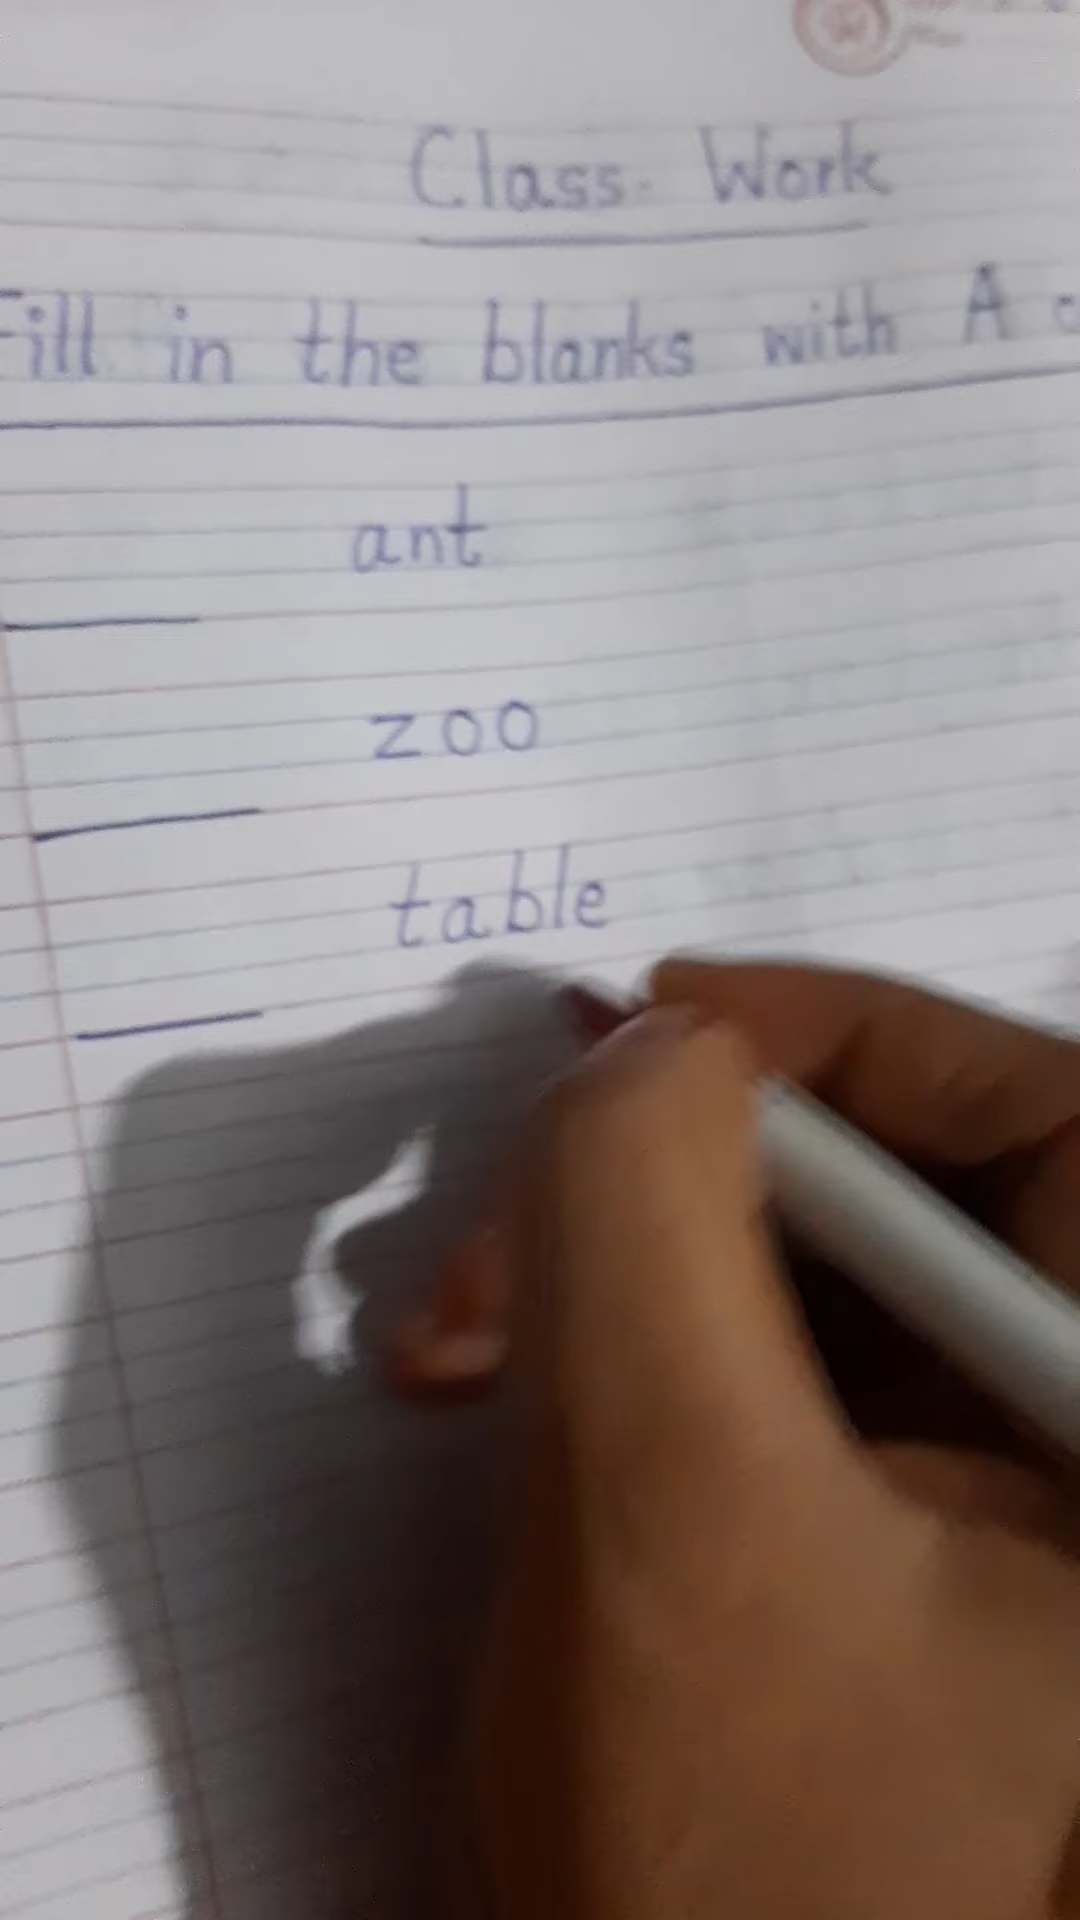 Class Work
Fill in the blanks with A
ant
zoo
table